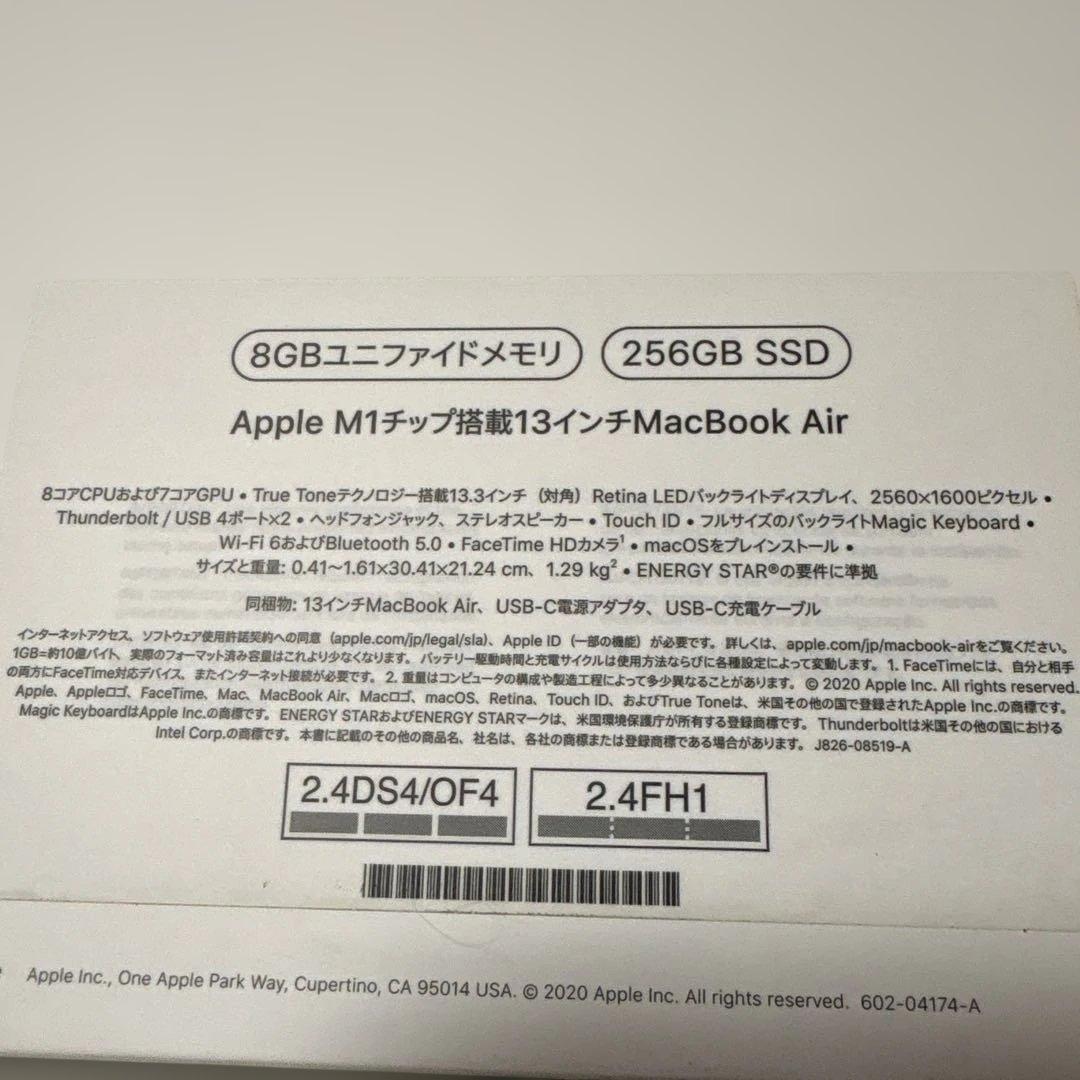 8GBユニファイドメモリ 256GB SSD
Apple M1チップ搭載13インチMacBook Air
8コアCPUおよび7コアGPU • True Toneテクノロジー搭載13.3インチ（対角）Retina LEDバックライトディスプレイ、2560×1600ピクセル •
Thunderbolt / USB 4ポート×2 • ヘッドフォンジャック、ステレオスピーカー • Touch ID • フルサイズのバックライトMagic Keyboard •
Wi-Fi 6およびBluetooth 5.0 • FaceTime HDカメラ¹ • macOSをプレインストール •
サイズと重量: 0.41〜1.61×30.41×21.24 cm、1.29 kg² • ENERGY STAR®の要件に準拠
同梱物: 13インチMacBook Air、USB-C電源アダプタ、USB-C充電ケーブル
インターネットアクセス、ソフトウェア使用許諾契約への同意（apple.com/jp/legal/sla）、Apple ID（一部の機能）が必要です。詳しくは、apple.com/jp/macbook-airをご覧ください。
1GB=約10億バイト、実際のフォーマット済み容量はこれより少なくなります。バッテリー駆動時間と充電サイクルは使用方法ならびに各種設定によって変動します。1. FaceTimeには、自分と相手
の両方にFaceTime対応デバイス、またインターネット接続が必要です。2. 重量はコンピュータの構成や製造工程によって多少異なることがあります。© 2020 Apple Inc. All rights reserved.
Apple、Appleロゴ、FaceTime、Mac、MacBook Air、Macロゴ、macOS、Retina、Touch ID、およびTrue Toneは、米国その他の国で登録されたApple Inc.の商標です。
Magic KeyboardはApple Inc.の商標です。ENERGY STARおよびENERGY STARマークは、米国環境保護庁が所有する登録商標です。Thunderboltは米国その他の国における
Intel Corp.の商標です。本書に記載のその他の商品名、社名は、各社の商標または登録商標である場合があります。J826-08519-A
2.4DS4/OF4 2.4FH1
Apple Inc., One Apple Park Way, Cupertino, CA 95014 USA. © 2020 Apple Inc. All rights reserved. 602-04174-A